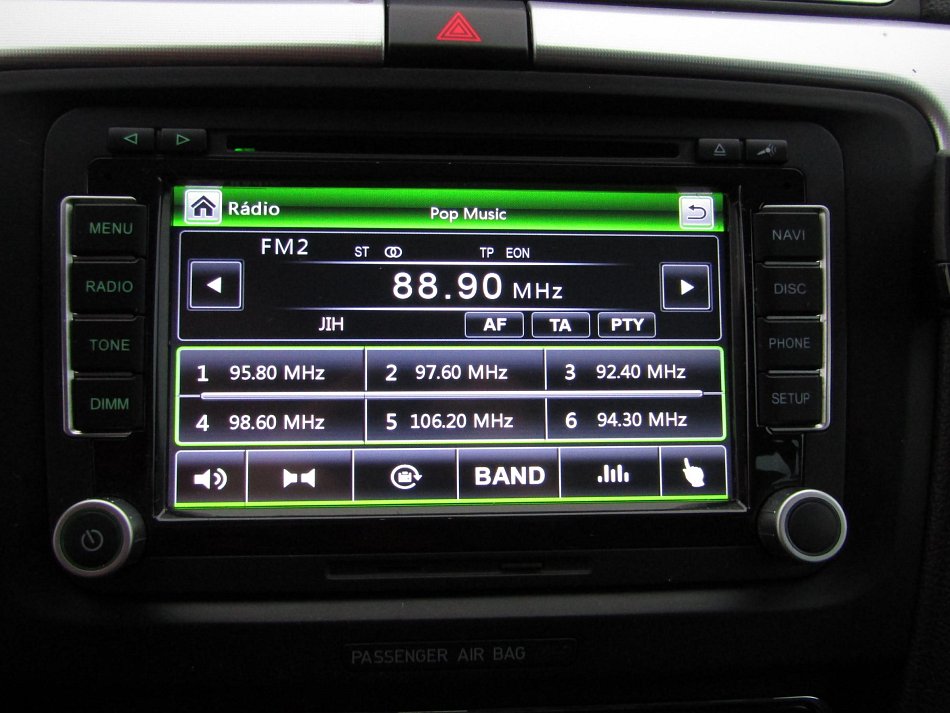 MENU
RADIO
TONE
DIMM
Rádio
Pop Music
FM2 ST TP EON
88.90 MHz
JIH AF TA PTY
1 95.80 MHz 2 97.60 MHz 3 92.40 MHz
4 98.60 MHz 5 106.20 MHz 6 94.30 MHz
BAND
NAVI
DISC
PHONE
SETUP
PASSENGER AIR BAG